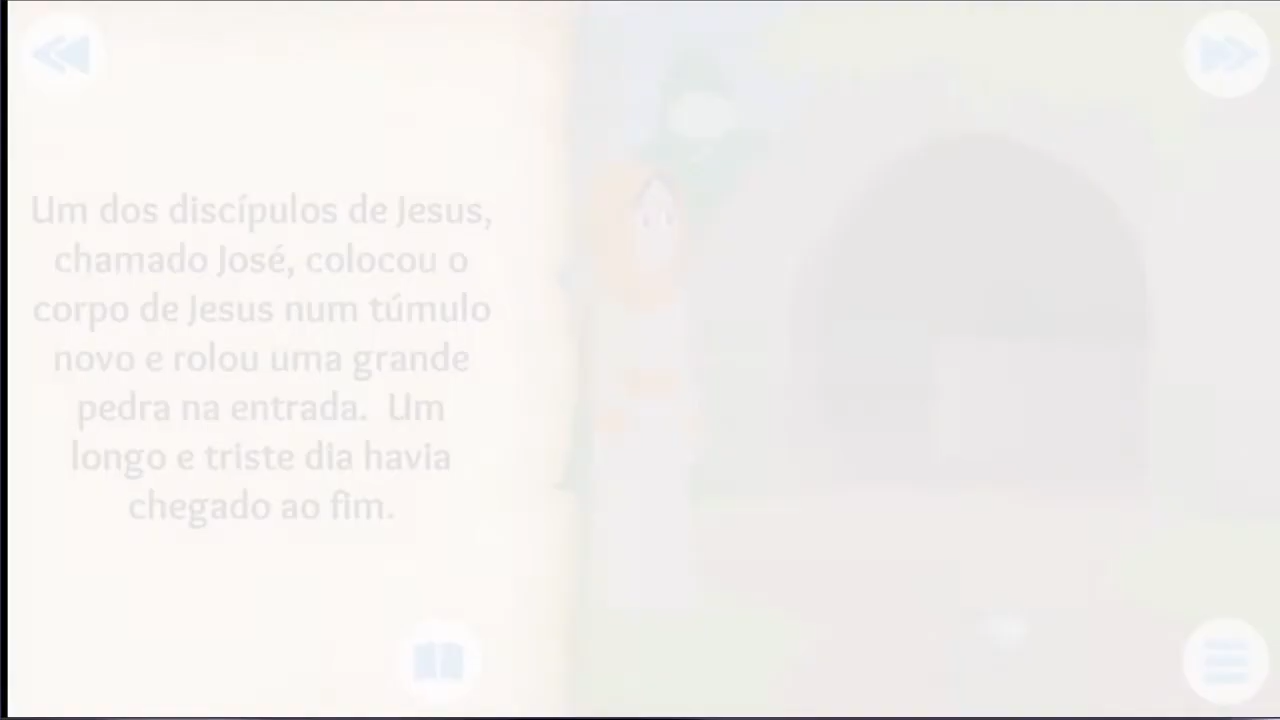 Um dos discípulos de Jesus,
chamado José, colocou o
corpo de Jesus num túmulo
novo e rolou uma grande
pedra na entrada.  Um
longo e triste dia havia
chegado ao fim.